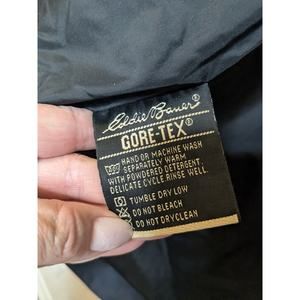 Eddie Bauer®
GORE-TEX®
HAND OR MACHINE WASH
SEPARATELY WARM
WITH POWDERED DETERGENT.
DELICATE CYCLE RINSE WELL.
TUMBLE DRY LOW
DO NOT BLEACH
DO NOT DRYCLEAN